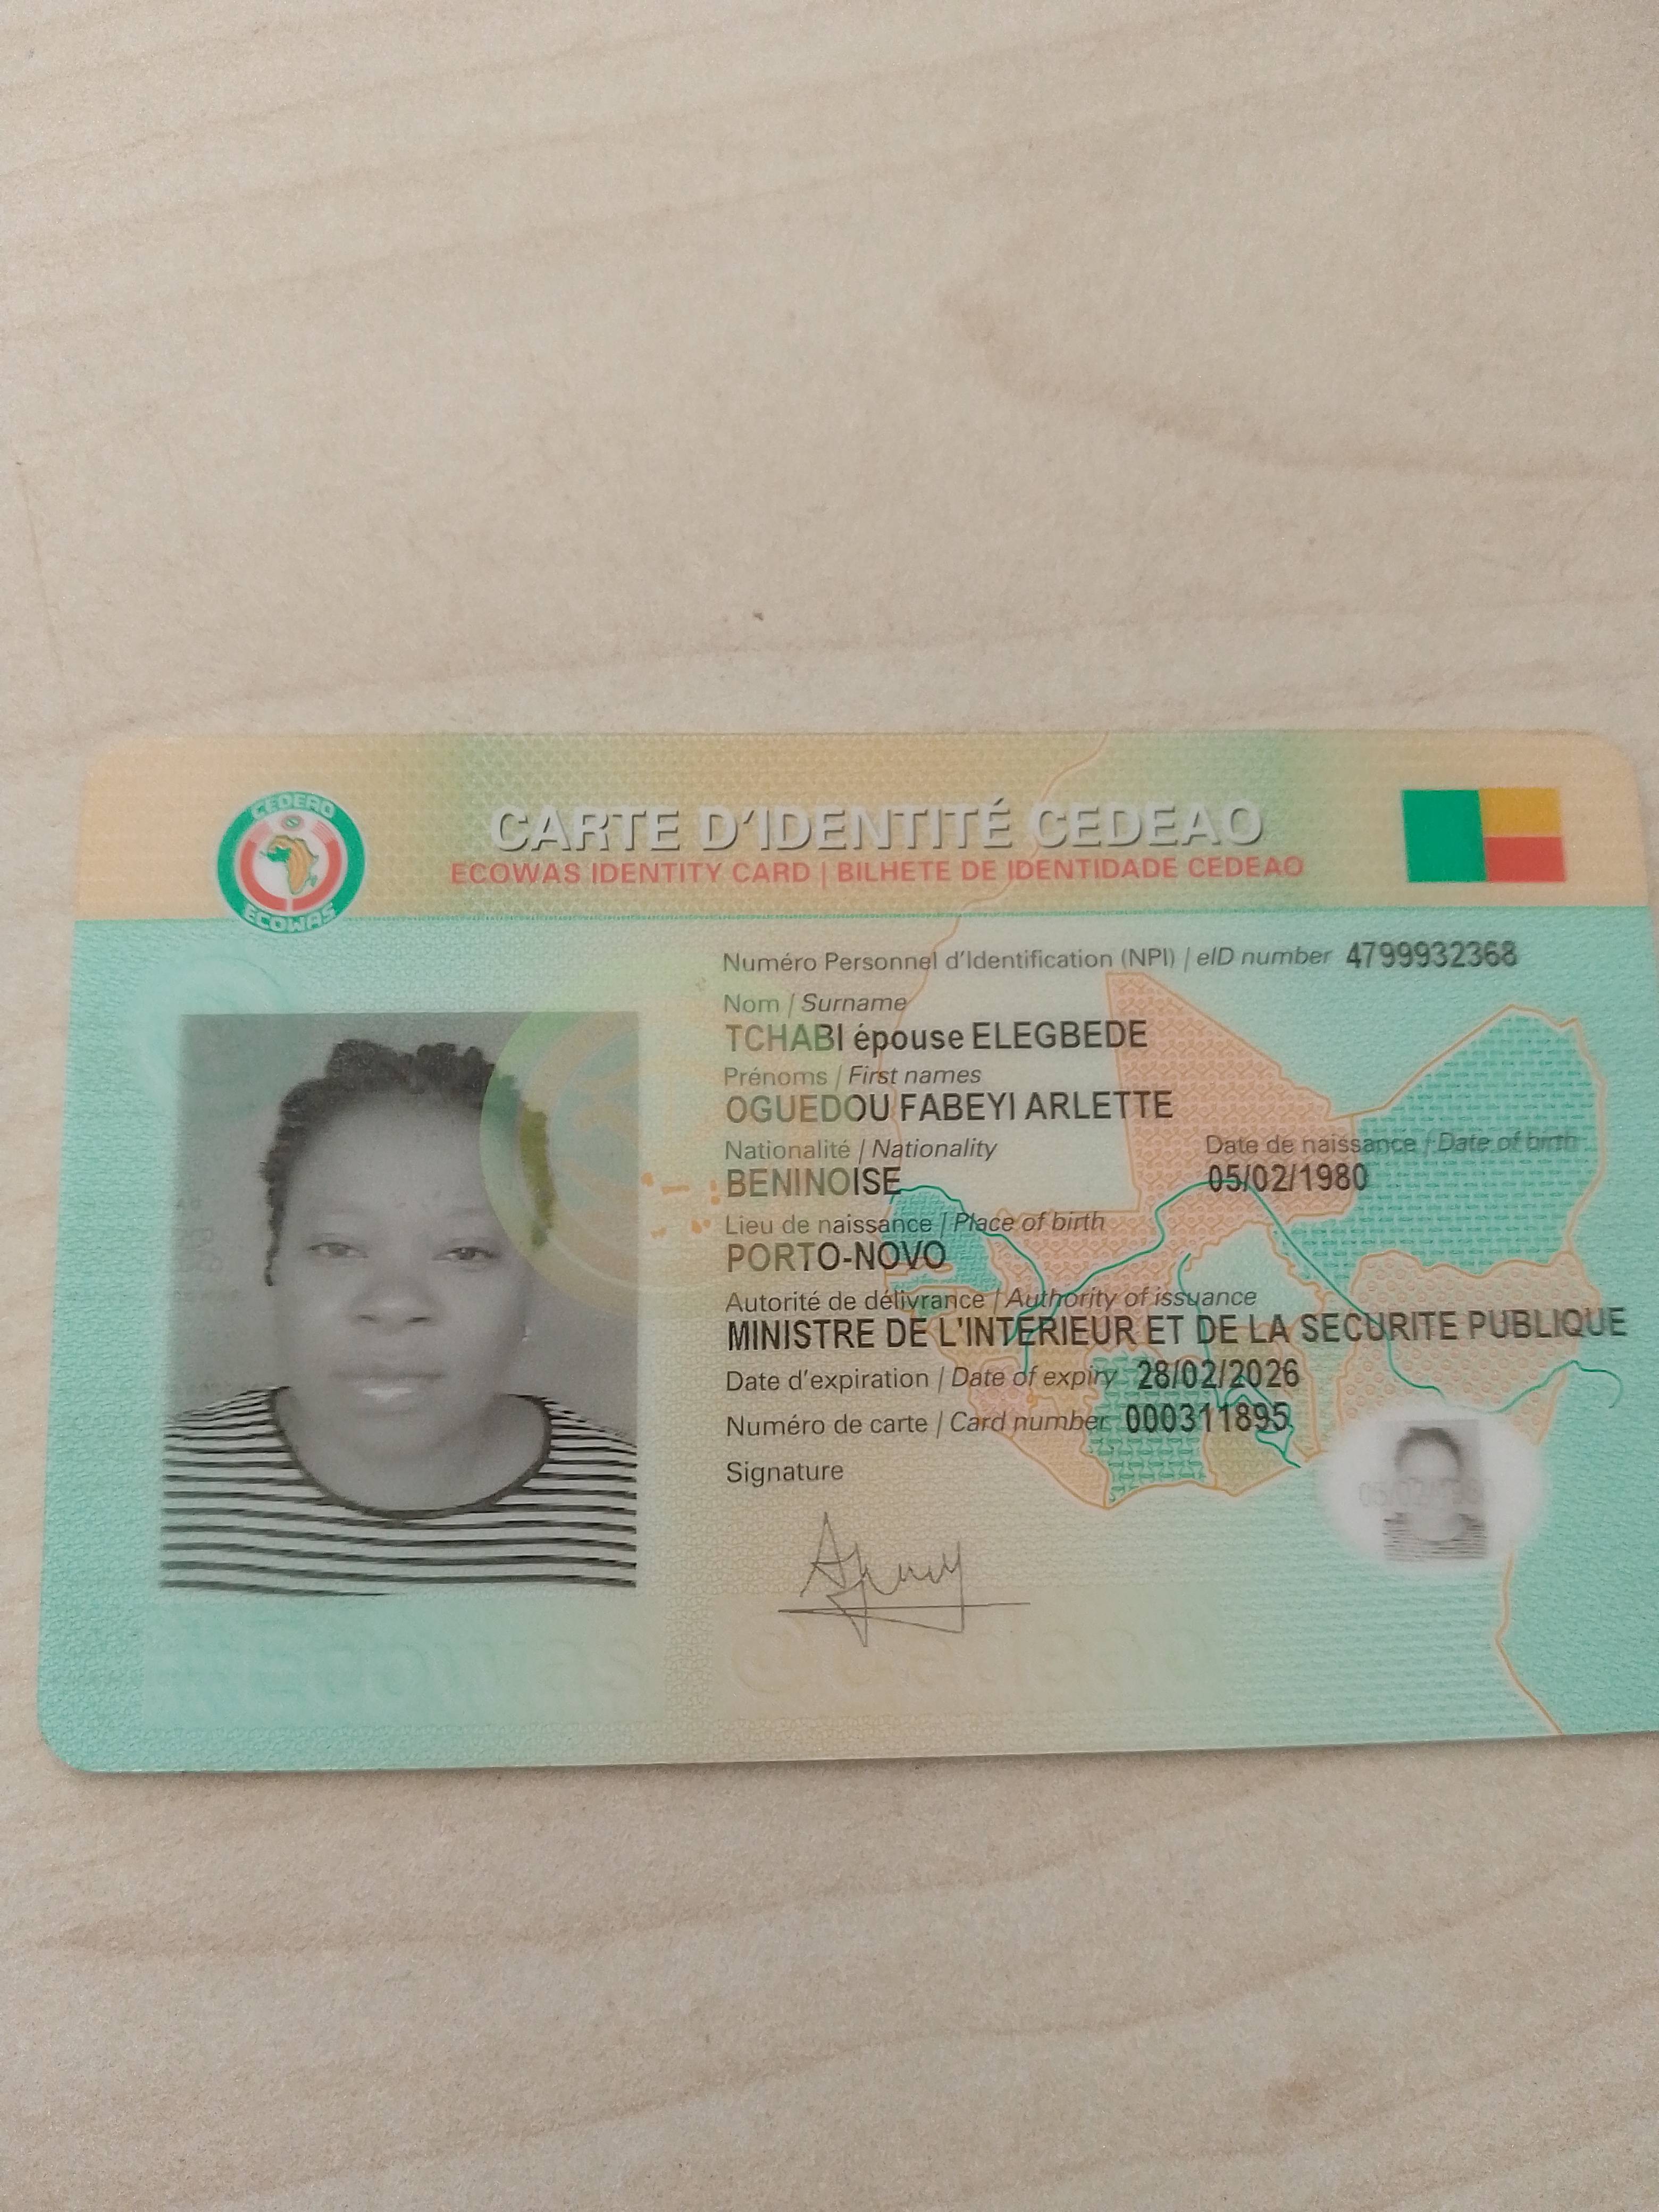 CEDEAO
ECOWAS
CARTE D'IDENTITÉ CEDEAO
ECOWAS IDENTITY CARD | BILHETE DE IDENTIDADE CEDEAO
Numéro Personnel d'Identification (NPI) | eID number 4799932368
Nom | Surname
TCHABI épouse ELEGBEDE
Prénoms | First names
OGUEDOU FABEYI ARLETTE
Nationalité | Nationality Date de naissance | Date of birth
BENINOISE 05/02/1980
Lieu de naissance | Place of birth
PORTO-NOVO
Autorité de délivrance | Authority of issuance
MINISTRE DE L'INTERIEUR ET DE LA SECURITE PUBLIQUE
Date d'expiration | Date of expiry 28/02/2026
Numéro de carte | Card number 000311895
Signature
ecowas cedeao